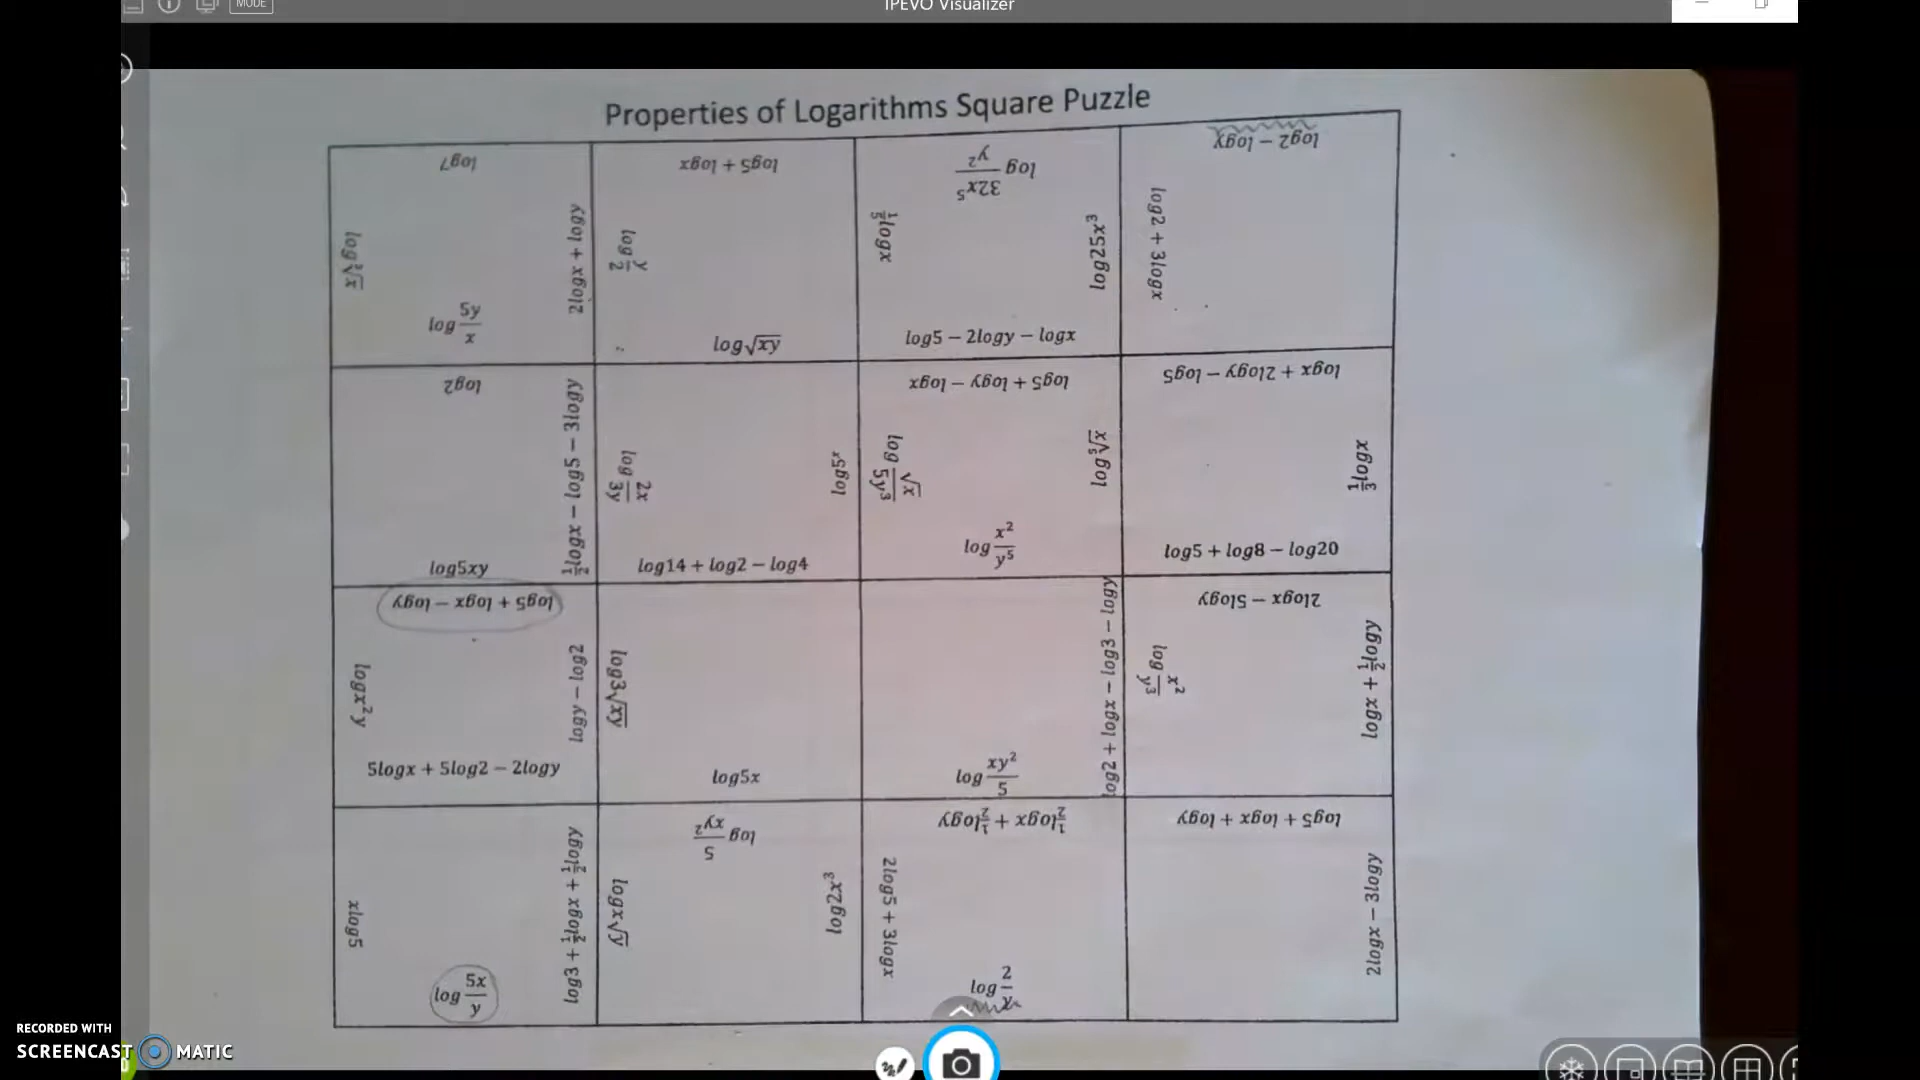 IPEVO Visualizer
MODE
Properties of Logarithms Square Puzzle
log7
log∛x
2logx + logy
log 5y/x
log5 + logx
log y/2
log√xy
log 32x⁵/y²
1/5 logx
log25x³
log5 − 2logy − logx
log2 − logy
log2 + 3logx
log2
1/2 logx − log5 − 3logy
log5xy
log 2x/3y
log5ˣ
log14 + log2 − log4
log5 + logy − logx
log √x/5y³
log⁵√x
log x²/y⁵
logx + 2logy − log5
1/3 logx
log5 + log8 − log20
log5 + logx − logy
logx²y
logy − log2
5logx + 5log2 − 2logy
log3√xy
log5x
log2 + logx − log3 − logy
log xy²/5
2logx − 5logy
log x²/y³
logx + 1/2 logy
xlog5
log3 + 1/2 logx + 1/2 logy
log 5x/y
log 5/xy²
logx√y
log2x³
1/2 logx + 1/2 logy
2log5 + 3logx
log 2/y
log5 + logx + logy
2logx − 3logy
RECORDED WITH
SCREENCAST MATIC